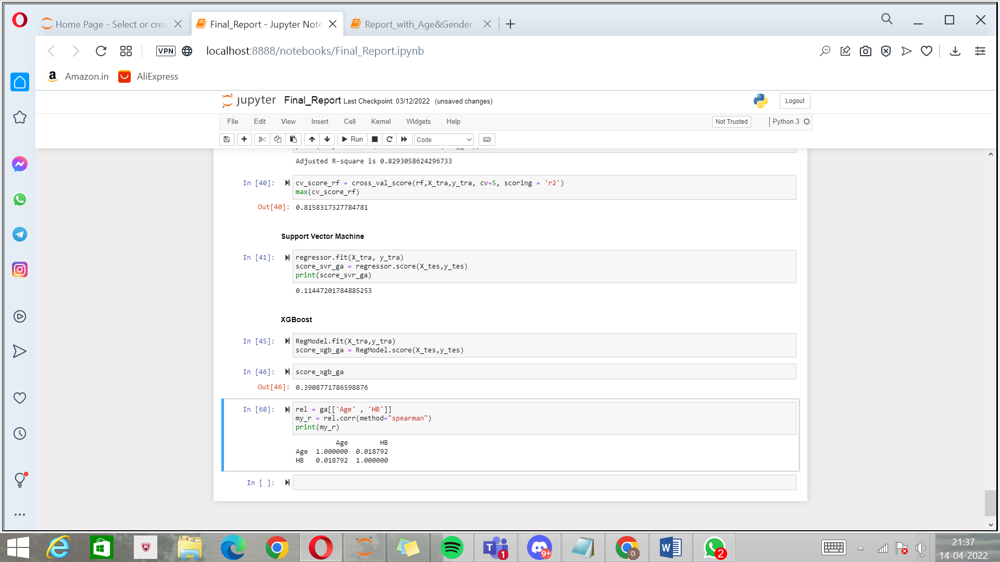 Home Page - Select or crea
Final_Report - Jupyter Note
Report_with_Age&Gender -
VPN
localhost:8888/notebooks/Final_Report.ipynb
Amazon.in
AliExpress
jupyter
Final_Report Last Checkpoint: 03/12/2022 (unsaved changes)
Logout
File Edit View Insert Cell Kernel Widgets Help
Not Trusted
Python 3
Run
Code
Adjusted R-square is 0.8293058624296733
In [40]:
cv_score_rf = cross_val_score(rf,X_tra,y_tra, cv=5, scoring = 'r2')
max(cv_score_rf)
Out[40]: 0.8158317327784781
Support Vector Machine
In [41]:
regressor.fit(X_tra, y_tra)
score_svr_ga = regressor.score(X_tes,y_tes)
print(score_svr_ga)
0.11447201784885253
XGBoost
In [45]:
RegModel.fit(X_tra,y_tra)
score_xgb_ga = RegModel.score(X_tes,y_tes)
In [46]:
score_xgb_ga
Out[46]: 0.3908771786598876
In [68]:
rel = ga[['Age' , 'HB']]
my_r = rel.corr(method="spearman")
print(my_r)
Age HB
Age 1.000000 0.018792
HB 0.018792 1.000000
In [ ]:
1
9+
D
2
21:37
14-04-2022